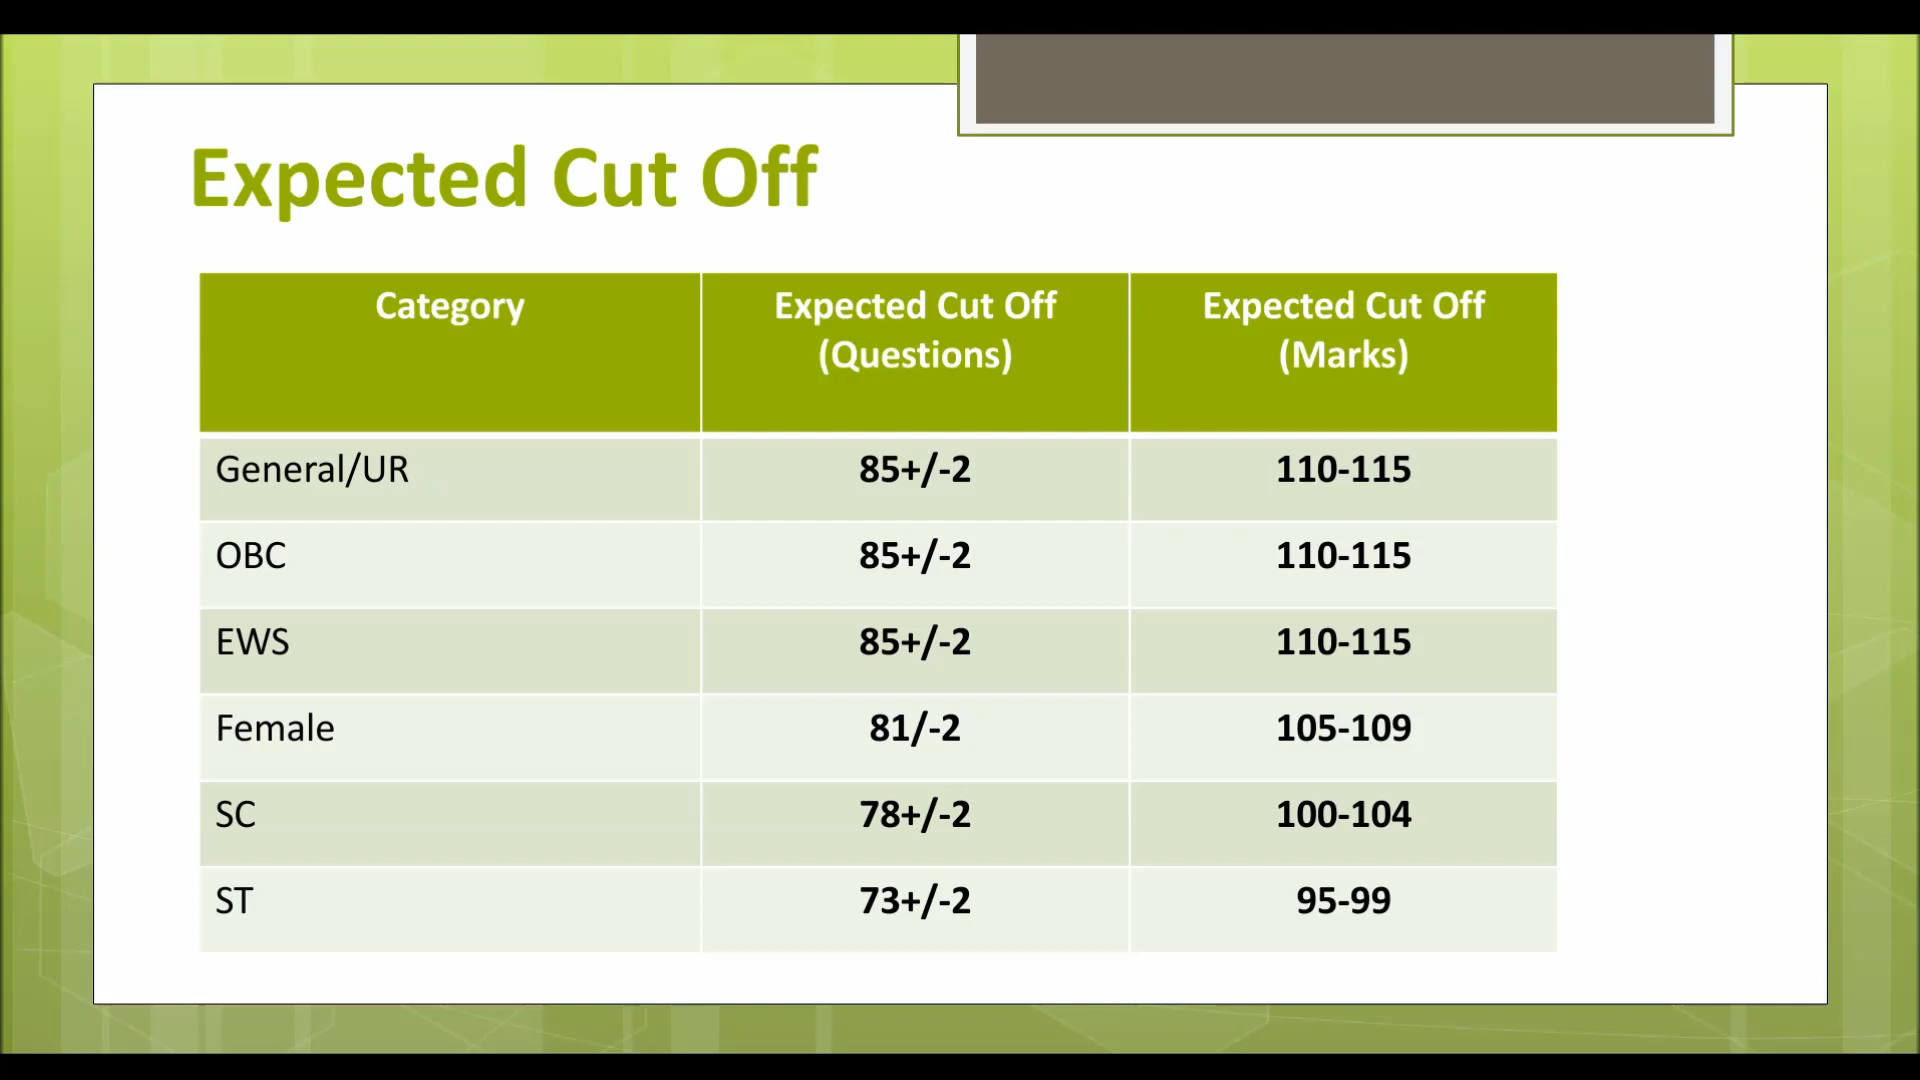 Expected Cut Off
Category
Expected Cut Off
(Questions)
Expected Cut Off
(Marks)
General/UR 85+/-2 110-115
OBC 85+/-2 110-115
EWS 85+/-2 110-115
Female 81/-2 105-109
SC 78+/-2 100-104
ST 73+/-2 95-99